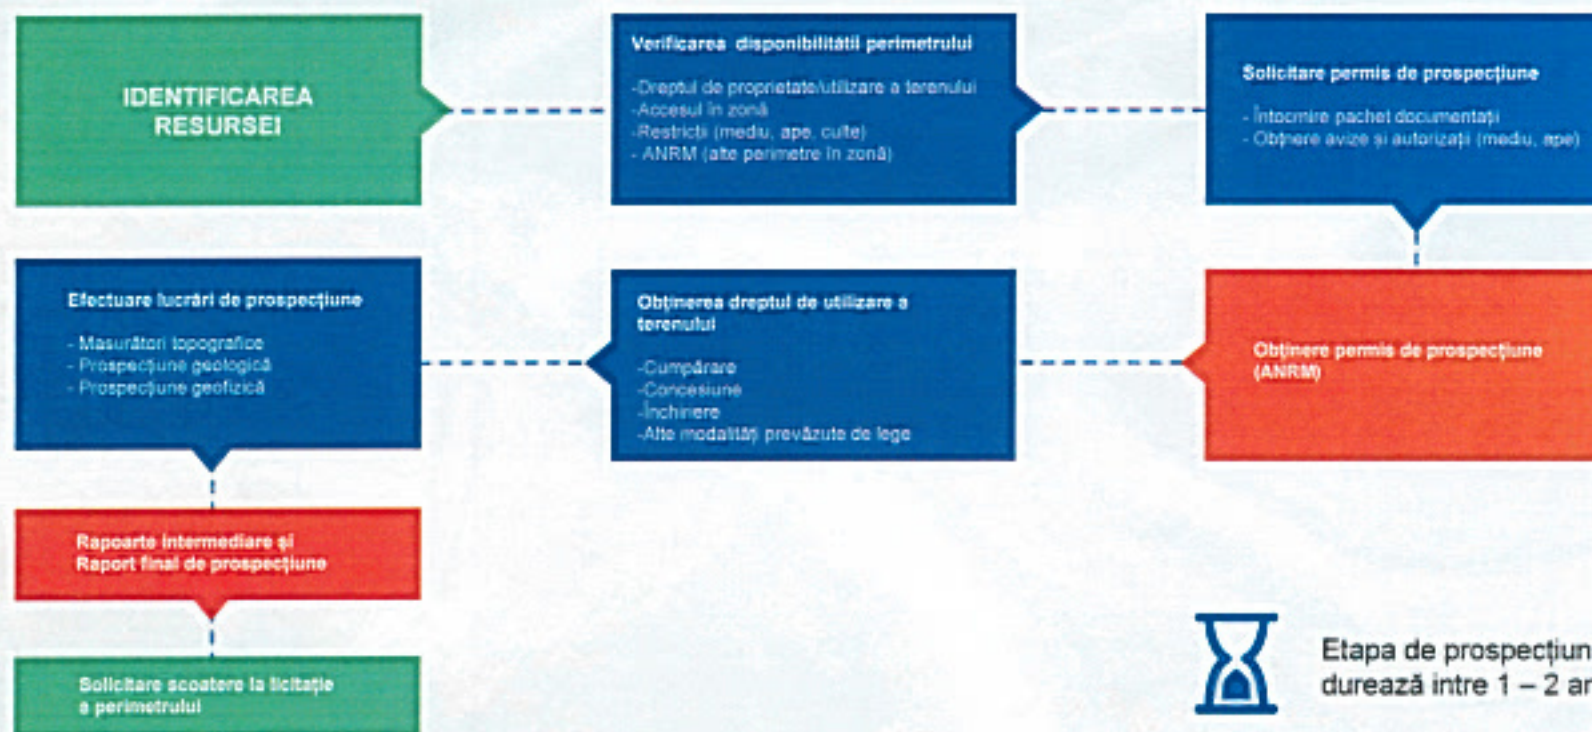 IDENTIFICAREA
RESURSEI
Verificarea disponibilitătii perimetrului
-Dreptul de proprietate/utilizare a terenului
-Accesul în zonă
-Restricții (mediu, ape, culte)
- ANRM (alte perimetre în zonă)
Solicitare permis de prospecțiune
- Întocmire pachet documentații
- Obținere avize și autorizații (mediu, ape)
Obținere permis de prospecțiune
(ANRM)
Obținerea dreptul de utilizare a
terenului
-Cumpărare
-Concesiune
-Închiriere
-Alte modalități prevăzute de lege
Efectuare lucrări de prospecțiune
- Masurători topografice
- Prospecțiune geologică
- Prospecțiune geofizică
Rapoarte intermediare și
Raport final de prospecțiune
Solicitare scoatere la licitație
a perimetrului
Etapa de prospecțiun
durează intre 1 – 2 an